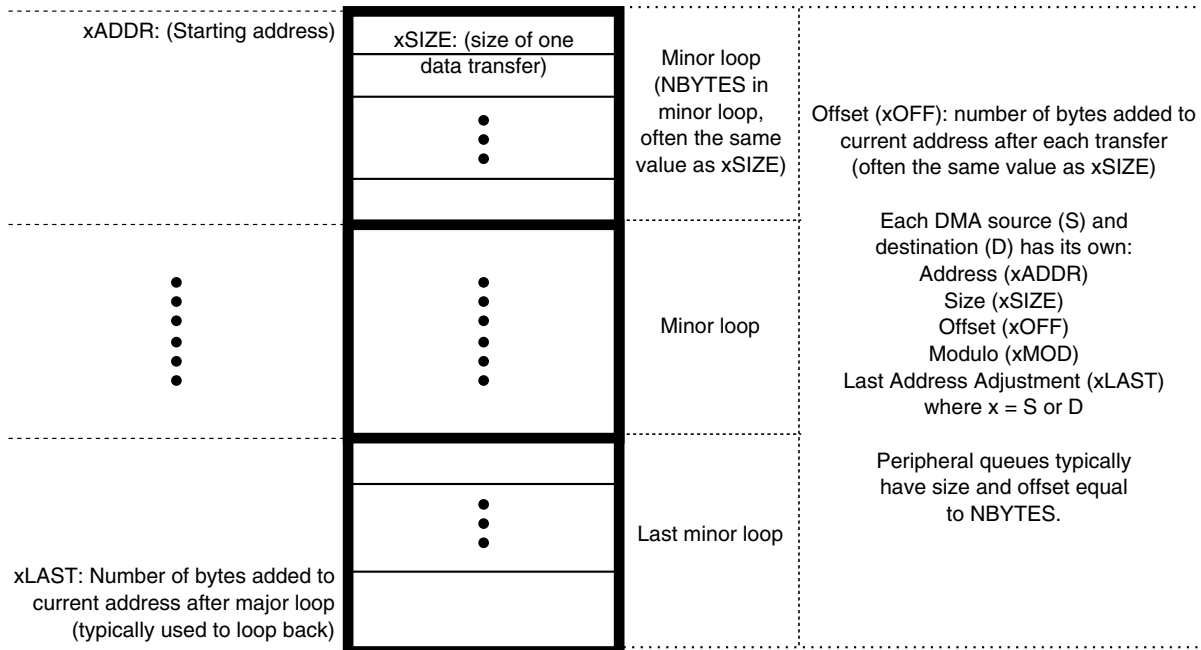 xADDR: (Starting address)
xSIZE: (size of one
data transfer)
Minor loop
(NBYTES in
minor loop,
often the same
value as xSIZE)
Offset (xOFF): number of bytes added to
current address after each transfer
(often the same value as xSIZE)
Each DMA source (S) and
destination (D) has its own:
Address (xADDR)
Size (xSIZE)
Offset (xOFF)
Modulo (xMOD)
Last Address Adjustment (xLAST)
where x = S or D
Peripheral queues typically
have size and offset equal
to NBYTES.
Minor loop
Last minor loop
xLAST: Number of bytes added to
current address after major loop
(typically used to loop back)